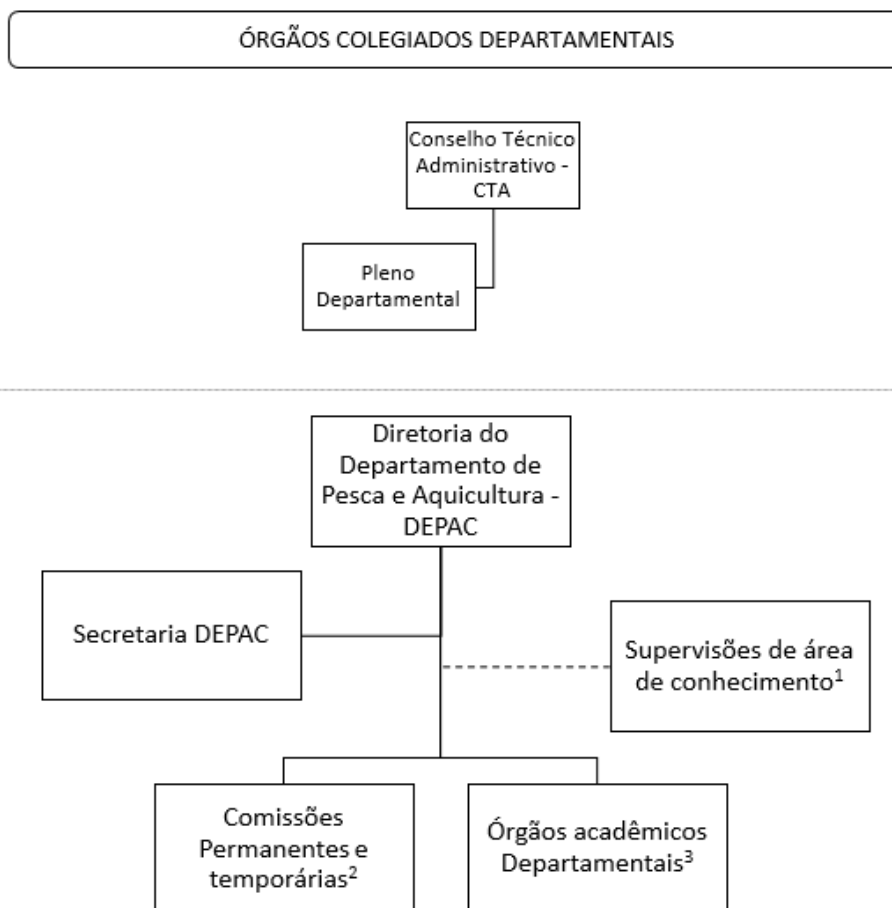 ÓRGÃOS COLEGIADOS DEPARTAMENTAIS
Conselho Técnico
Administrativo -
CTA
Pleno
Departamental
Diretoria do
Departamento de
Pesca e Aquicultura -
DEPAC
Secretaria DEPAC
Supervisões de área
de conhecimento¹
Comissões
Permanentes e
temporárias²
Órgãos acadêmicos
Departamentais³